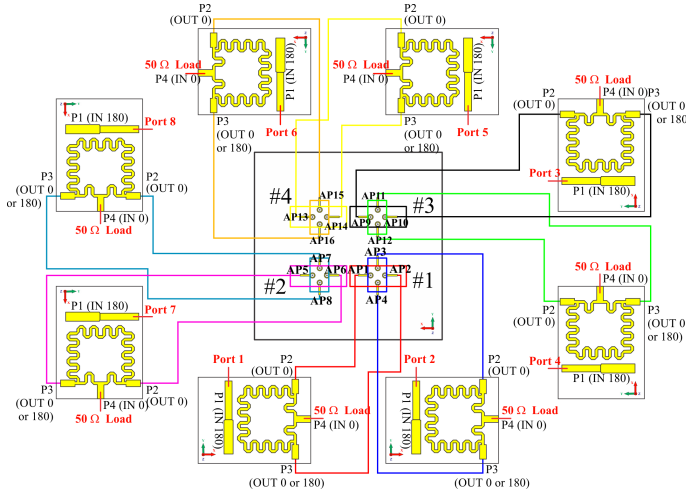 P2
(OUT 0)
50 Ω Load
P4 (IN 0)
P1 (IN 180)
P3
(OUT 0
or 180)
Port 6
P2
(OUT 0)
50 Ω Load
P4 (IN 0)
P1 (IN 180)
P3
(OUT 0
or 180)
Port 5
P1 (IN 180)
Port 8
P3
(OUT 0
or 180)
P2
(OUT 0)
P4 (IN 0)
50 Ω Load
50 Ω Load
P4 (IN 0)
P2
(OUT 0)
P3
(OUT 0
or 180)
Port 3
P1 (IN 180)
#4
AP15
AP13
AP14
AP16
#3
AP11
AP9
AP10
AP12
#2
AP7
AP5
AP6
AP8
#1
AP3
AP1
AP2
AP4
Port 7
P1 (IN 180)
P3
(OUT 0
or 180)
P2
(OUT 0)
P4 (IN 0)
50 Ω Load
50 Ω Load
P4 (IN 0)
P2
(OUT 0)
P3
(OUT 0
or 180)
Port 4
P1 (IN 180)
Port 1
P2
(OUT 0)
P1 (IN 180)
50 Ω Load
P4 (IN 0)
P3
(OUT 0 or 180)
Port 2
P2
(OUT 0)
P1 (IN 180)
50 Ω Load
P4 (IN 0)
P3
(OUT 0 or 180)